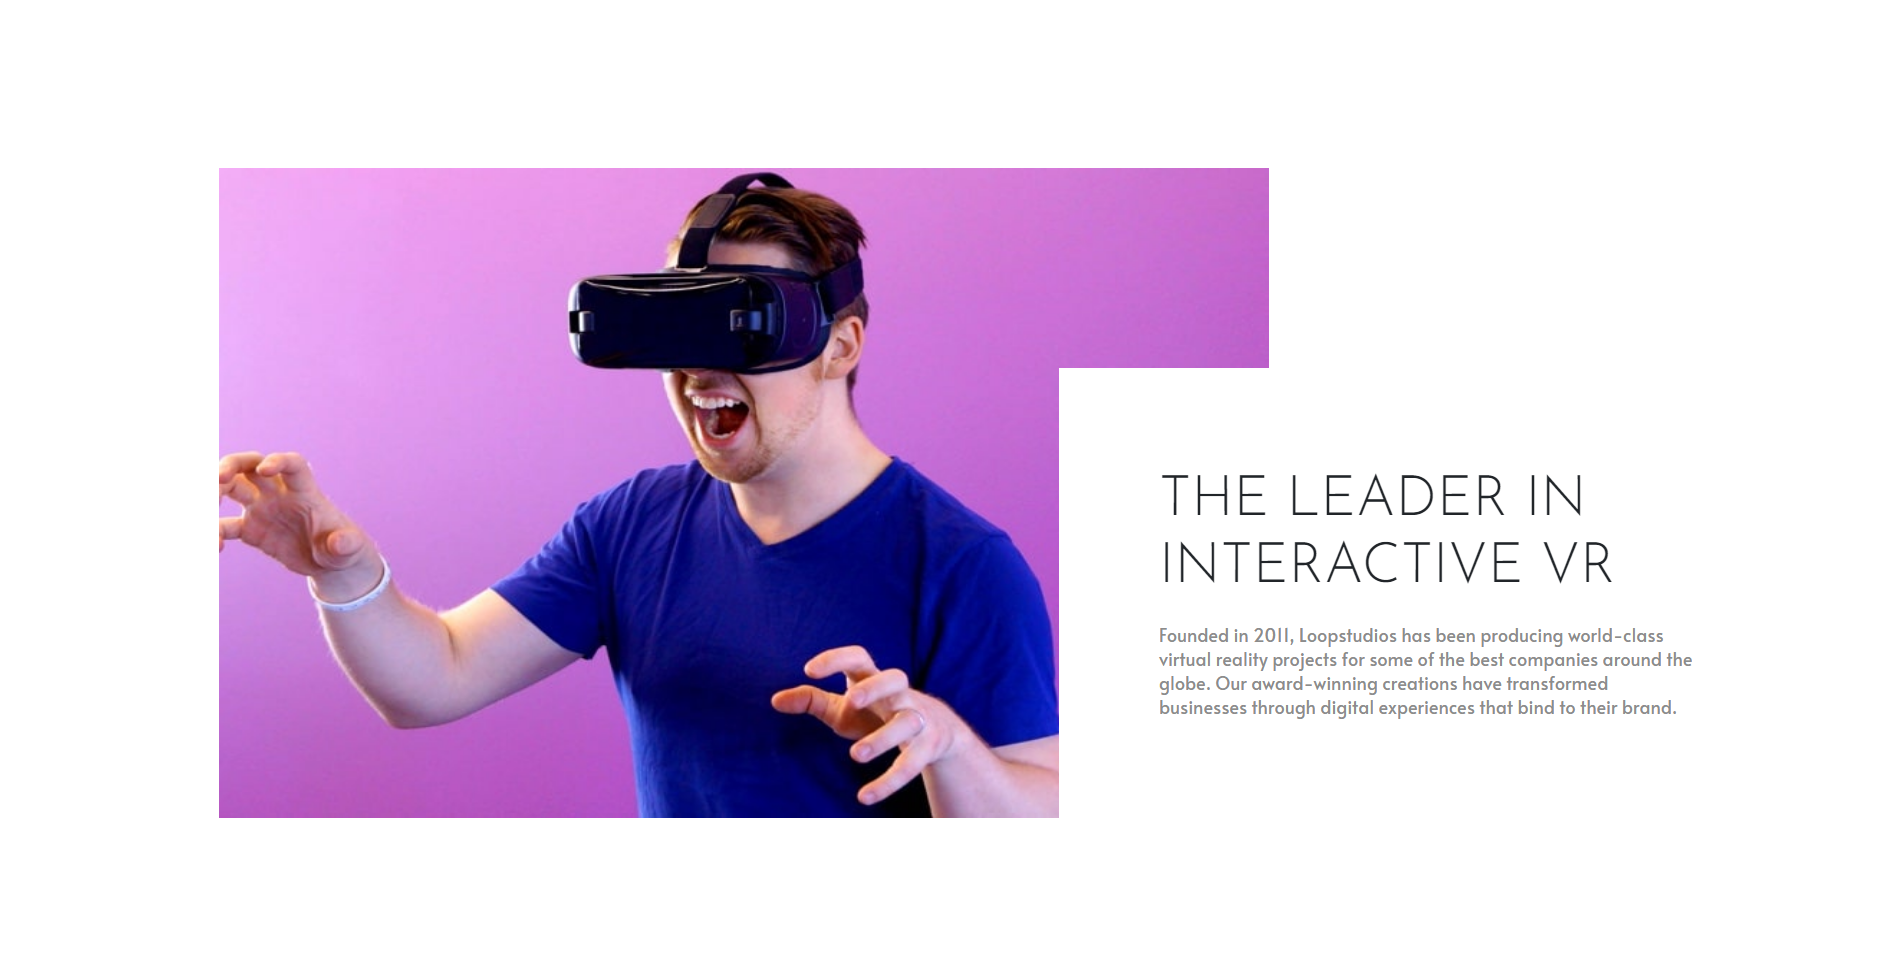 THE LEADER IN
INTERACTIVE VR
Founded in 2011, Loopstudios has been producing world-class
virtual reality projects for some of the best companies around the
globe. Our award-winning creations have transformed
businesses through digital experiences that bind to their brand.